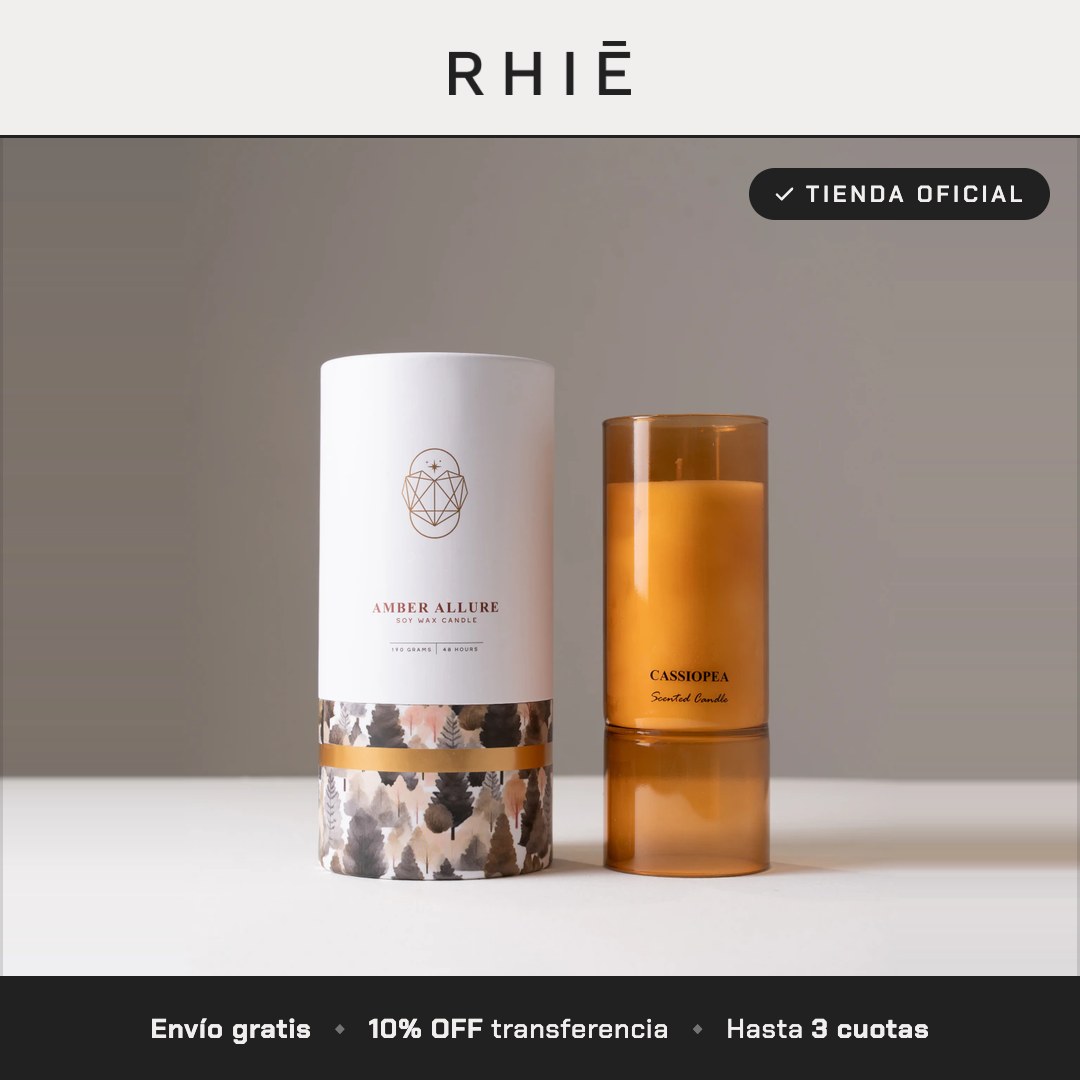 RHIĒ
✓ TIENDA OFICIAL
AMBER ALLURE
SOY WAX CANDLE
190 GRAMS | 48 HOURE
CASSIOPEA
Scented Candle
Envío gratis ◆ 10% OFF transferencia ◆ Hasta 3 cuotas